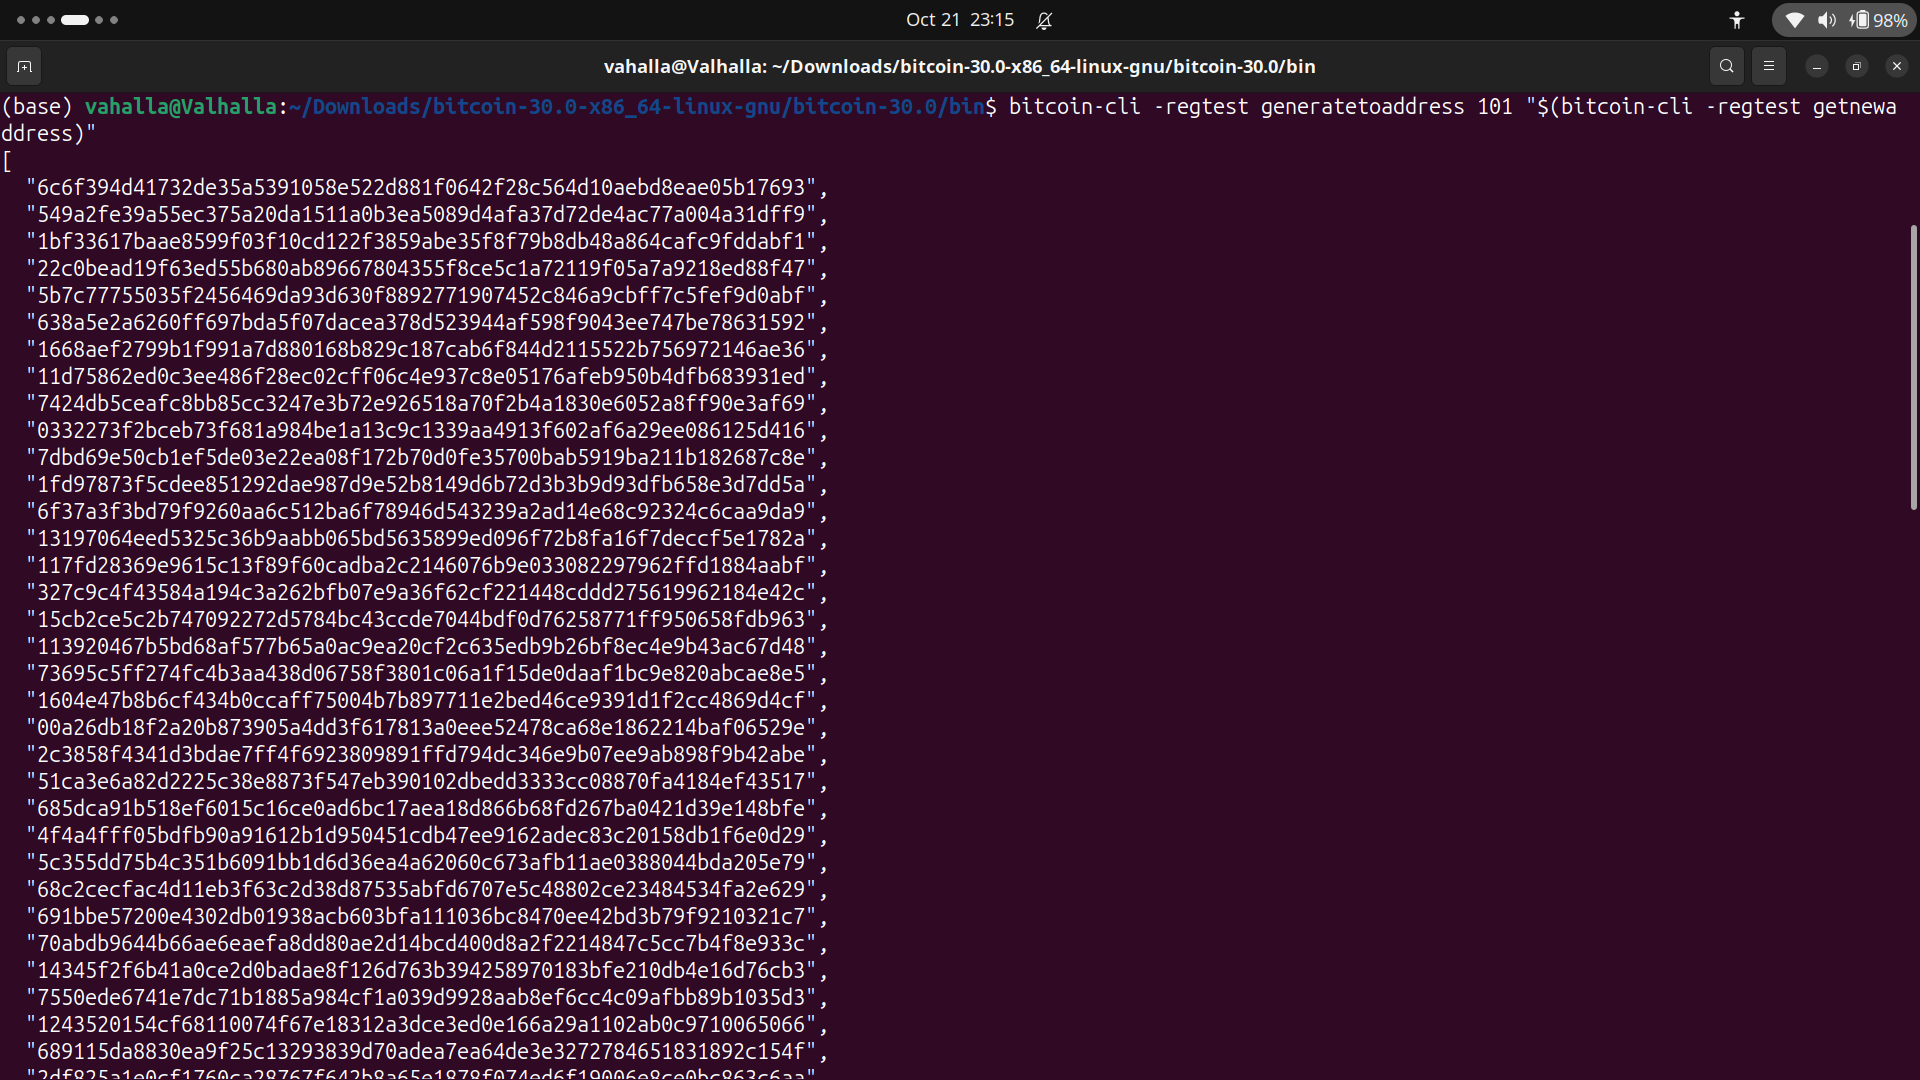 Oct 21 23:15
98%
vahalla@Valhalla: ~/Downloads/bitcoin-30.0-x86_64-linux-gnu/bitcoin-30.0/bin
(base) vahalla@Valhalla:~/Downloads/bitcoin-30.0-x86_64-linux-gnu/bitcoin-30.0/bin$ bitcoin-cli -regtest generatetoaddress 101 "$(bitcoin-cli -regtest getnewa
ddress)"
[
"6c6f394d41732de35a5391058e522d881f0642f28c564d10aebd8eae05b17693",
"549a2fe39a55ec375a20da1511a0b3ea5089d4afa37d72de4ac77a004a31dff9",
"1bf33617baae8599f03f10cd122f3859abe35f8f79b8db48a864cafc9fddabf1",
"22c0bead19f63ed55b680ab89667804355f8ce5c1a72119f05a7a9218ed88f47",
"5b7c77755035f2456469da93d630f8892771907452c846a9cbff7c5fef9d0abf",
"638a5e2a6260ff697bda5f07dacea378d523944af598f9043ee747be78631592",
"1668aef2799b1f991a7d880168b829c187cab6f844d2115522b756972146ae36",
"11d75862ed0c3ee486f28ec02cff06c4e937c8e05176afeb950b4dfb683931ed",
"7424db5ceafc8bb85cc3247e3b72e926518a70f2b4a1830e6052a8ff90e3af69",
"0332273f2bceb73f681a984be1a13c9c1339aa4913f602af6a29ee086125d416",
"7dbd69e50cb1ef5de03e22ea08f172b70d0fe35700bab5919ba211b182687c8e",
"1fd97873f5cdee851292dae987d9e52b8149d6b72d3b3b9d93dfb658e3d7dd5a",
"6f37a3f3bd79f9260aa6c512ba6f78946d543239a2ad14e68c92324c6caa9da9",
"13197064eed5325c36b9aabb065bd5635899ed096f72b8fa16f7deccf5e1782a",
"117fd28369e9615c13f89f60cadba2c2146076b9e033082297962ffd1884aabf",
"327c9c4f43584a194c3a262bfb07e9a36f62cf221448cddd275619962184e42c",
"15cb2ce5c2b747092272d5784bc43ccde7044bdf0d76258771ff950658fdb963",
"113920467b5bd68af577b65a0ac9ea20cf2c635edb9b26bf8ec4e9b43ac67d48",
"73695c5ff274fc4b3aa438d06758f3801c06a1f15de0daaf1bc9e820abcae8e5",
"1604e47b8b6cf434b0ccaff75004b7b897711e2bed46ce9391d1f2cc4869d4cf",
"00a26db18f2a20b873905a4dd3f617813a0eee52478ca68e1862214baf06529e",
"2c3858f4341d3bdae7ff4f6923809891ffd794dc346e9b07ee9ab898f9b42abe",
"51ca3e6a82d2225c38e8873f547eb390102dbedd3333cc08870fa4184ef43517",
"685dca91b518ef6015c16ce0ad6bc17aea18d866b68fd267ba0421d39e148bfe",
"4f4a4fff05bdfb90a91612b1d950451cdb47ee9162adec83c20158db1f6e0d29",
"5c355dd75b4c351b6091bb1d6d36ea4a62060c673afb11ae0388044bda205e79",
"68c2cecfac4d11eb3f63c2d38d87535abfd6707e5c48802ce23484534fa2e629",
"691bbe57200e4302db01938acb603bfa111036bc8470ee42bd3b79f9210321c7",
"70abdb9644b66ae6eaefa8dd80ae2d14bcd400d8a2f2214847c5cc7b4f8e933c",
"14345f2f6b41a0ce2d0badae8f126d763b394258970183bfe210db4e16d76cb3",
"7550ede6741e7dc71b1885a984cf1a039d9928aab8ef6cc4c09afbb89b1035d3",
"1243520154cf68110074f67e18312a3dce3ed0e166a29a1102ab0c9710065066",
"689115da8830ea9f25c13293839d70adea7ea64de3e3272784651831892c154f",